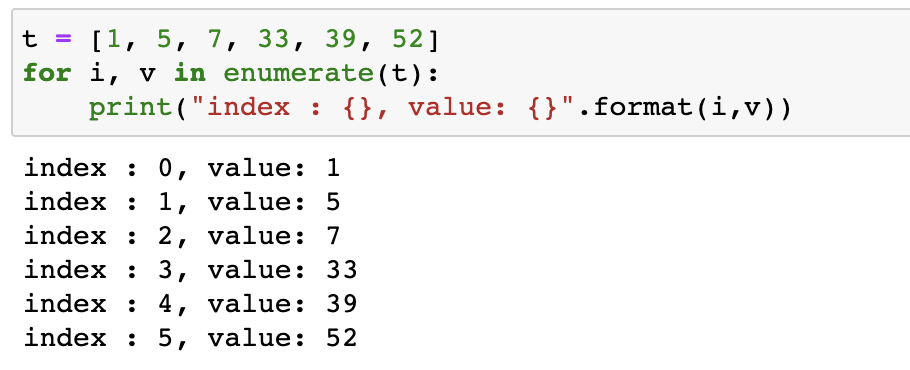 t = [1, 5, 7, 33, 39, 52]
for i, v in enumerate(t):
    print("index : {}, value: {}".format(i,v))
index : 0, value: 1
index : 1, value: 5
index : 2, value: 7
index : 3, value: 33
index : 4, value: 39
index : 5, value: 52